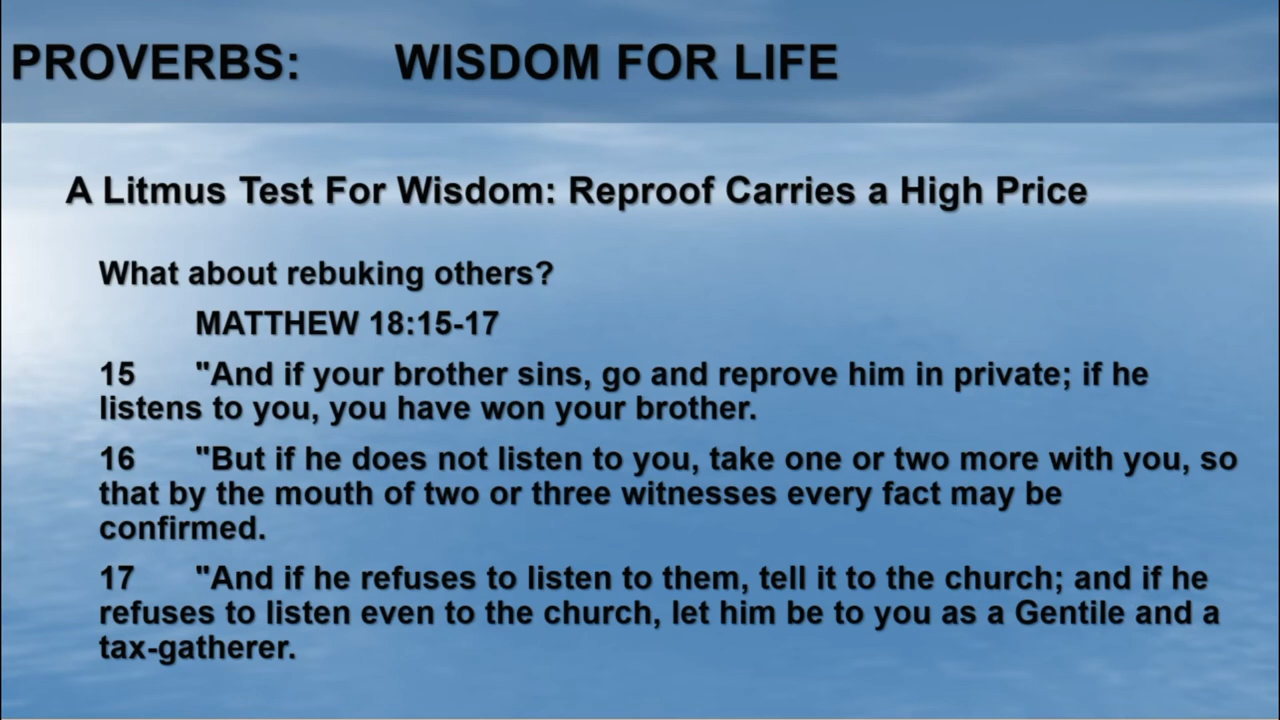 PROVERBS: WISDOM FOR LIFE
A Litmus Test For Wisdom: Reproof Carries a High Price
What about rebuking others?
MATTHEW 18:15-17
15 "And if your brother sins, go and reprove him in private; if he
listens to you, you have won your brother.
16 "But if he does not listen to you, take one or two more with you, so
that by the mouth of two or three witnesses every fact may be
confirmed.
17 "And if he refuses to listen to them, tell it to the church; and if he
refuses to listen even to the church, let him be to you as a Gentile and a
tax-gatherer.